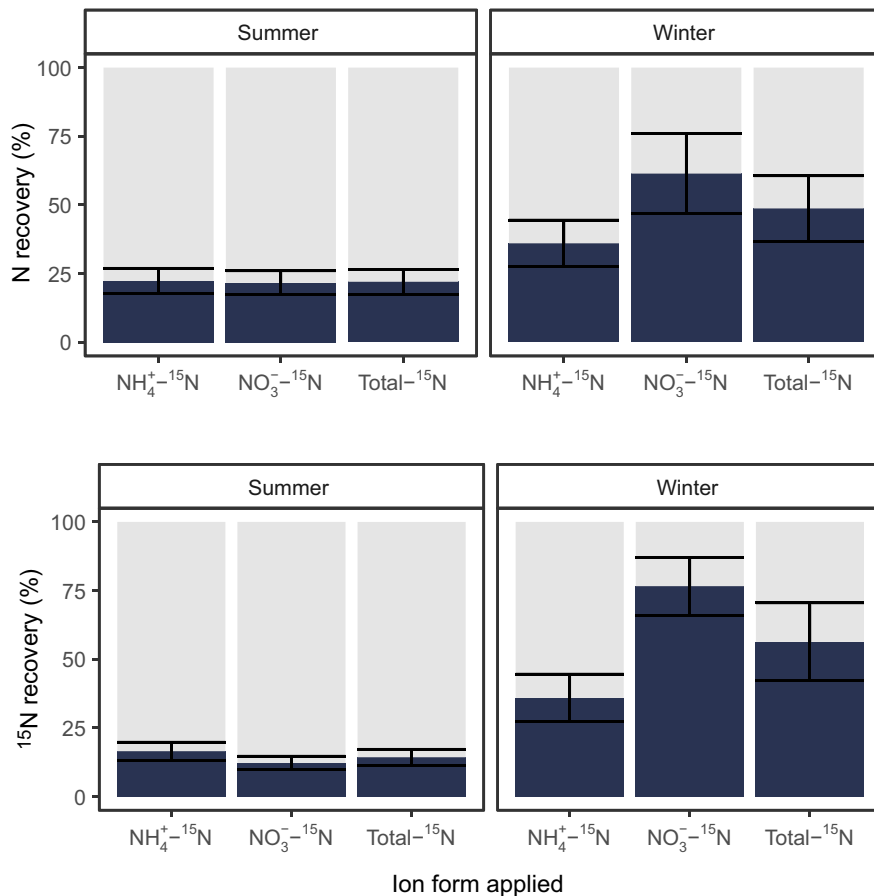 Summer
Winter
N recovery (%)
100
75
50
25
0
NH₄⁺−¹⁵N
NO₃⁻−¹⁵N
Total−¹⁵N
NH₄⁺−¹⁵N
NO₃⁻−¹⁵N
Total−¹⁵N
Summer
Winter
¹⁵N recovery (%)
100
75
50
25
0
NH₄⁺−¹⁵N
NO₃⁻−¹⁵N
Total−¹⁵N
NH₄⁺−¹⁵N
NO₃⁻−¹⁵N
Total−¹⁵N
Ion form applied